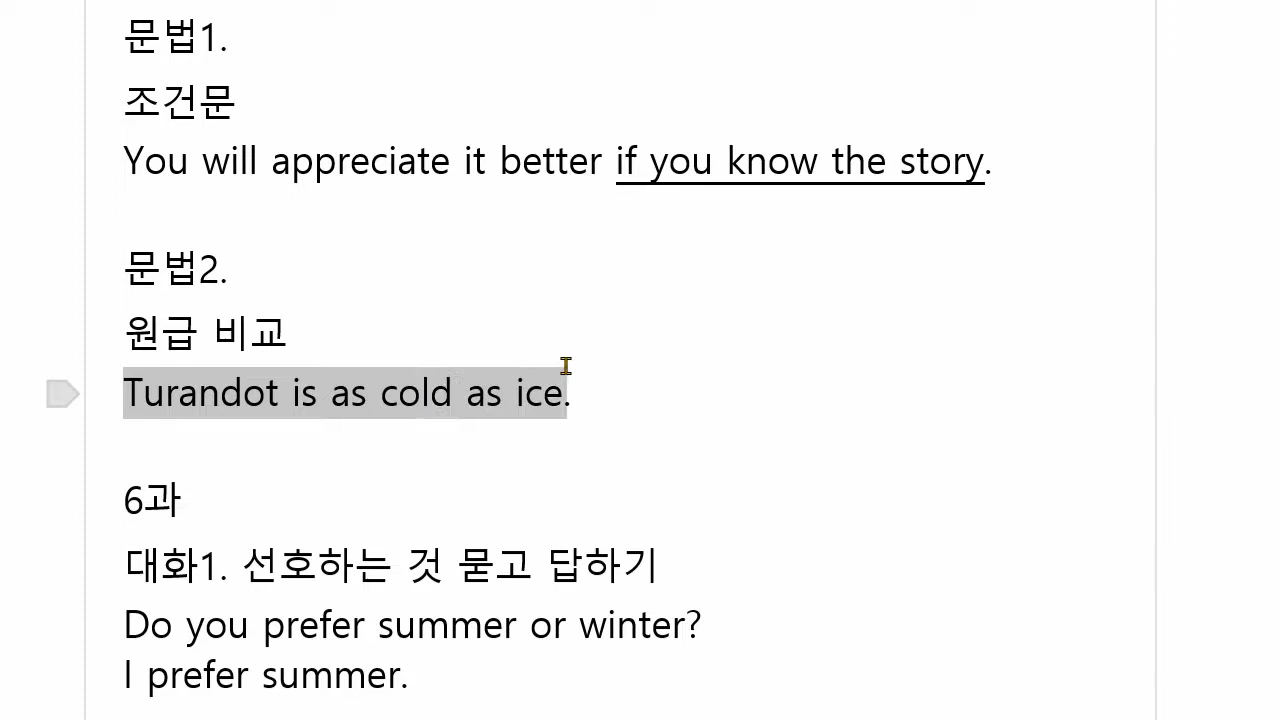 문법1.
조건문
You will appreciate it better if you know the story.
문법2.
원급 비교
Turandot is as cold as ice.
6과
대화1. 선호하는 것 묻고 답하기
Do you prefer summer or winter?
I prefer summer.